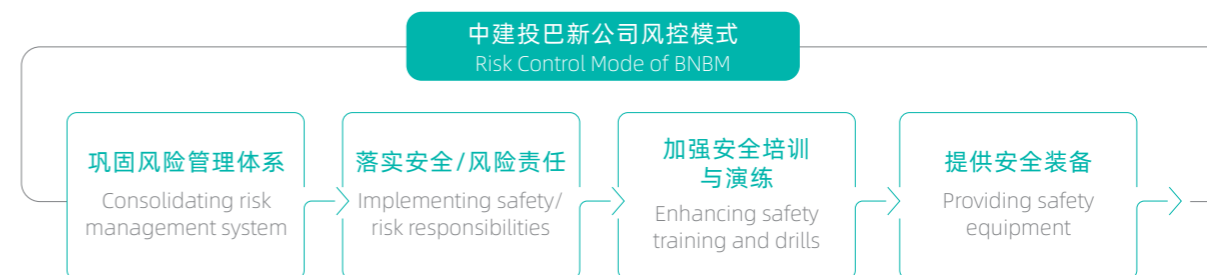 中建投巴新公司风控模式
Risk Control Mode of BNBM
巩固风险管理体系
Consolidating risk
management system
落实安全/风险责任
Implementing safety/
risk responsibilities
加强安全培训
与演练
Enhancing safety
training and drills
提供安全装备
Providing safety
equipment